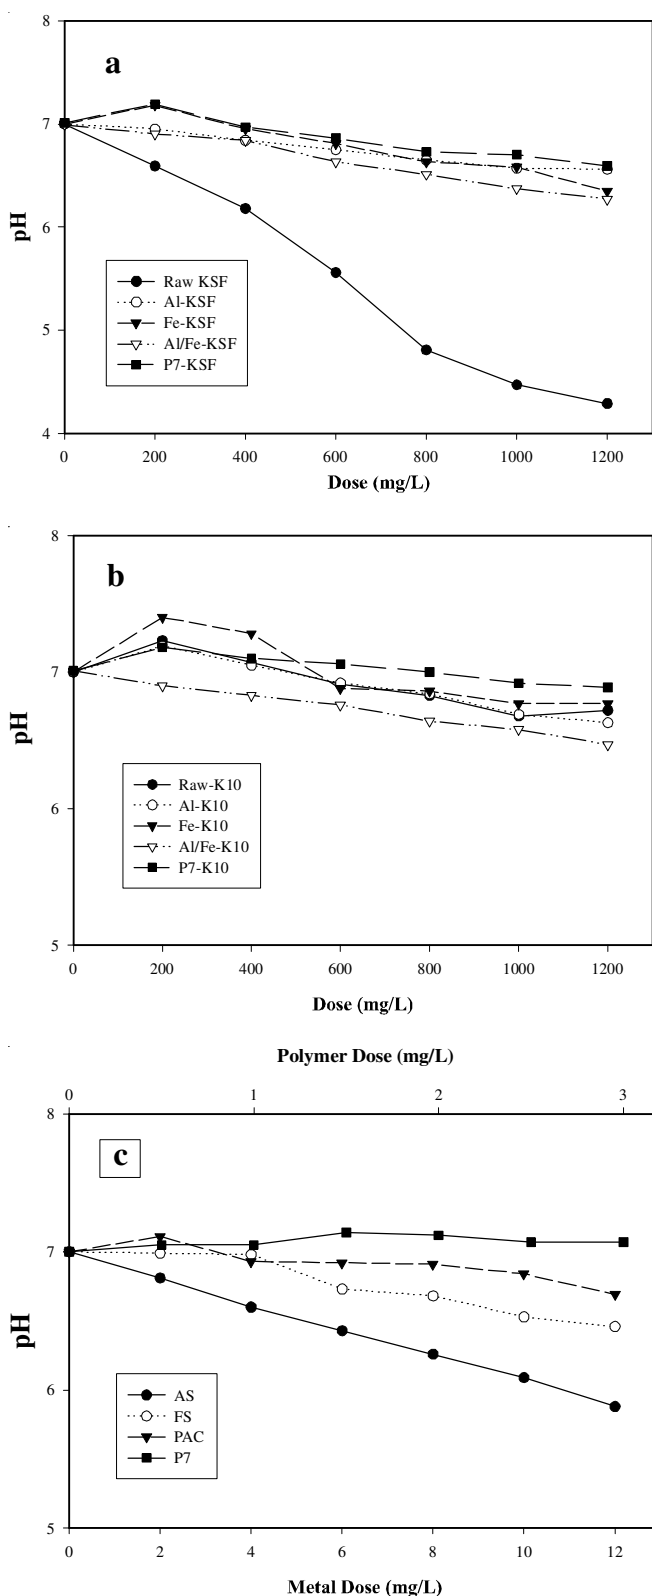 8
a
7
pH
6
Raw KSF
Al-KSF
Fe-KSF
Al/Fe-KSF
P7-KSF
5
4
0 200 400 600 800 1000 1200
Dose (mg/L)
8
b
7
pH
6
Raw-K10
Al-K10
Fe-K10
Al/Fe-K10
P7-K10
5
0 200 400 600 800 1000 1200
Dose (mg/L)
Polymer Dose (mg/L)
0 1 2 3
8
c
7
pH
6
AS
FS
PAC
P7
5
0 2 4 6 8 10 12
Metal Dose (mg/L)